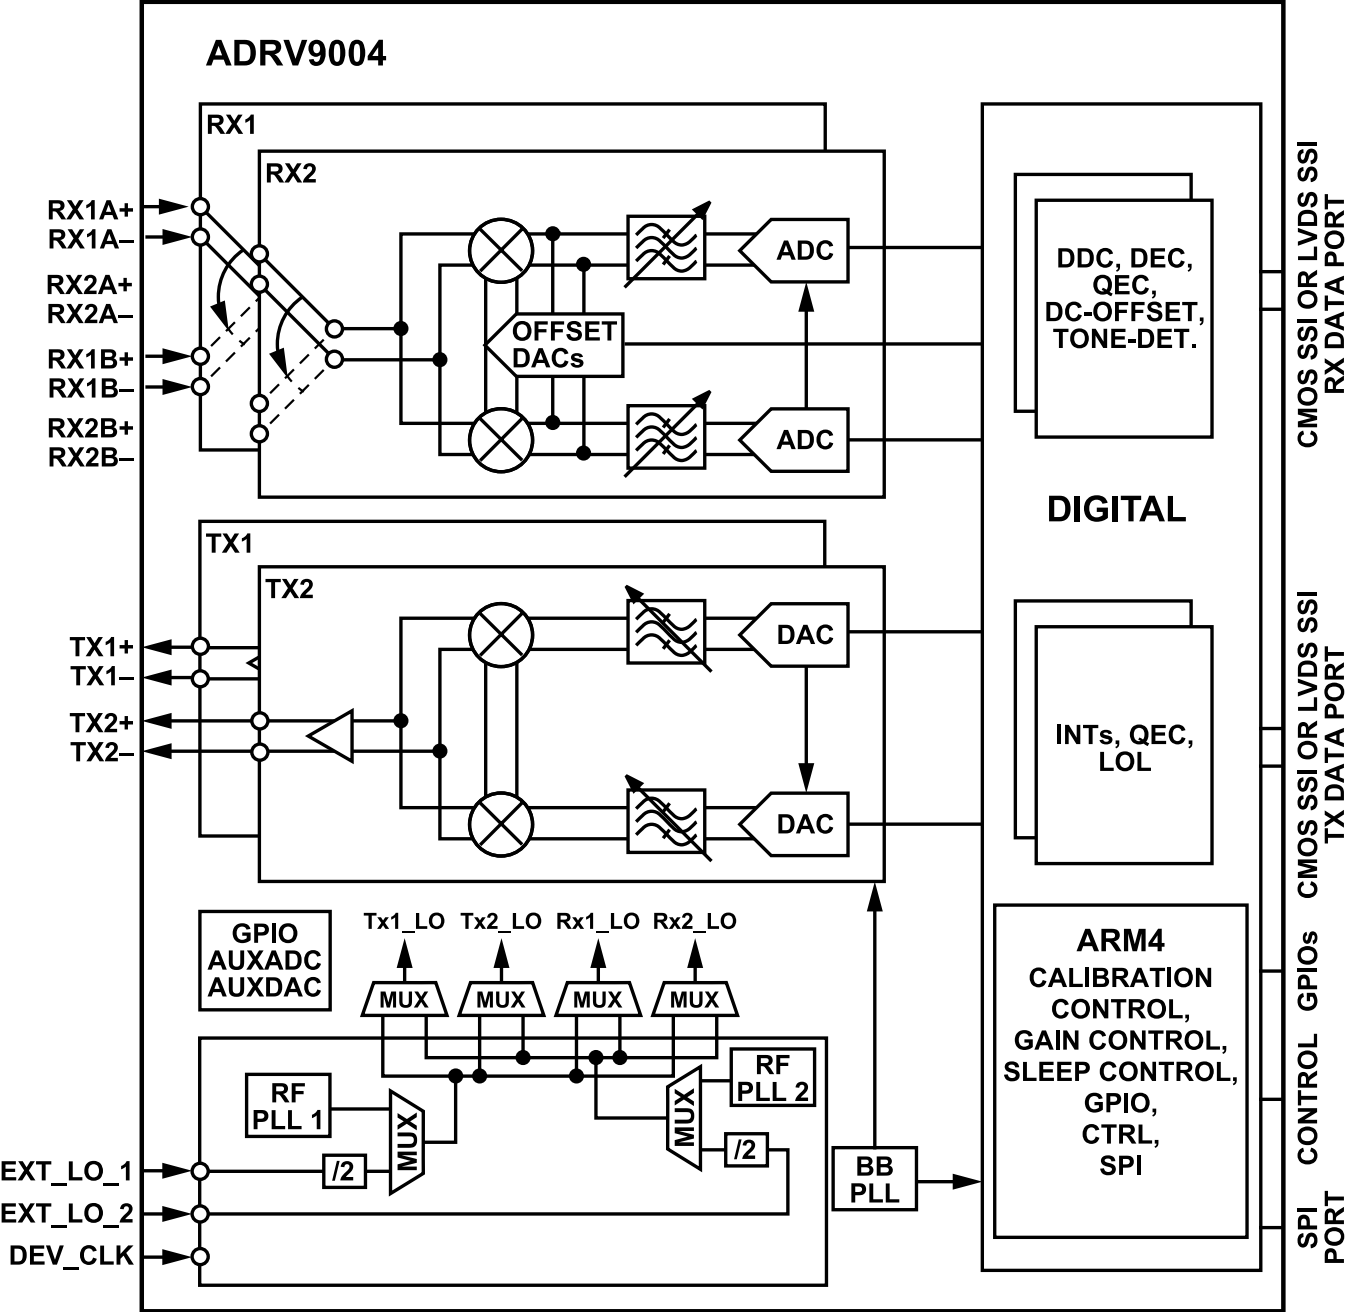 ADRV9004
RX1
RX2
RX1A+
RX1A–
RX2A+
RX2A–
RX1B+
RX1B–
RX2B+
RX2B–
OFFSET
DACs
ADC
ADC
DDC, DEC,
QEC,
DC-OFFSET,
TONE-DET.
CMOS SSI OR LVDS SSI
RX DATA PORT
DIGITAL
TX1
TX2
TX1+
TX1–
TX2+
TX2–
DAC
DAC
INTs, QEC,
LOL
CMOS SSI OR LVDS SSI
TX DATA PORT
GPIO
AUXADC
AUXDAC
Tx1_LO
Tx2_LO
Rx1_LO
Rx2_LO
MUX
MUX
MUX
MUX
RF
PLL 1
MUX
/2
MUX
RF
PLL 2
/2
EXT_LO_1
EXT_LO_2
DEV_CLK
BB
PLL
ARM4
CALIBRATION
CONTROL,
GAIN CONTROL,
SLEEP CONTROL,
GPIO,
CTRL,
SPI
GPIOs
CONTROL
SPI
PORT